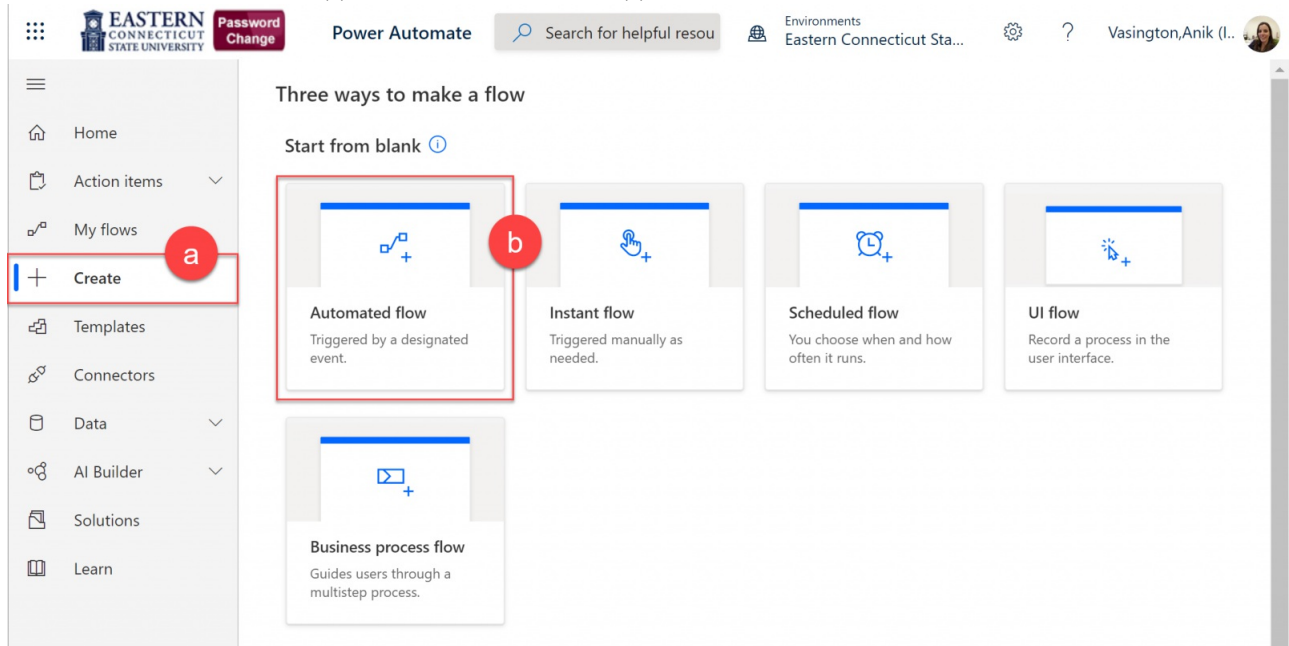 EASTERN
CONNECTICUT
STATE UNIVERSITY
Password
Change
Power Automate
Search for helpful resou
Environments
Eastern Connecticut Sta...
?
Vasington,Anik (I..
Three ways to make a flow
Home
Start from blank
Action items
My flows
a
b
Create
Automated flow
Instant flow
Scheduled flow
UI flow
Triggered by a designated
event.
Triggered manually as
needed.
You choose when and how
often it runs.
Record a process in the
user interface.
Templates
Connectors
Data
AI Builder
Solutions
Learn
Business process flow
Guides users through a
multistep process.